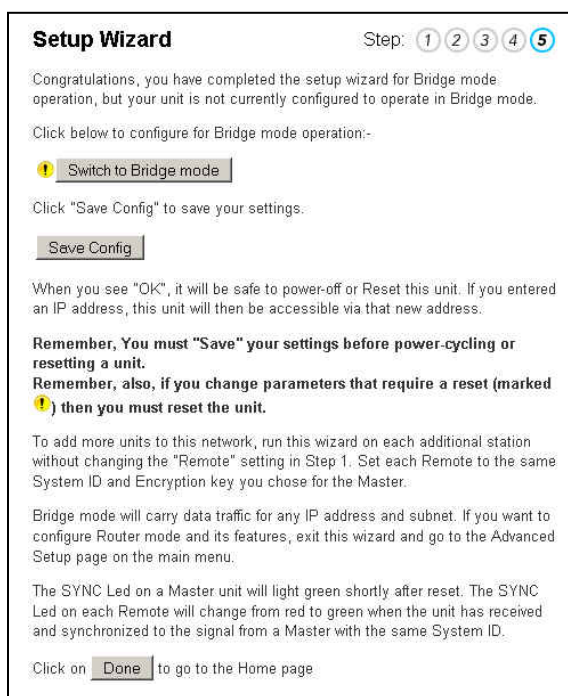 Setup Wizard Step: 1 2 3 4 5
Congratulations, you have completed the setup wizard for Bridge mode
operation, but your unit is not currently configured to operate in Bridge mode.
Click below to configure for Bridge mode operation:-
! Switch to Bridge mode
Click "Save Config" to save your settings.
Save Config
When you see "OK", it will be safe to power-off or Reset this unit. If you entered
an IP address, this unit will then be accessible via that new address.
Remember, You must "Save" your settings before power-cycling or
resetting a unit.
Remember, also, if you change parameters that require a reset (marked
!) then you must reset the unit.
To add more units to this network, run this wizard on each additional station
without changing the "Remote" setting in Step 1. Set each Remote to the same
System ID and Encryption key you chose for the Master.
Bridge mode will carry data traffic for any IP address and subnet. If you want to
configure Router mode and its features, exit this wizard and go to the Advanced
Setup page on the main menu.
The SYNC Led on a Master unit will light green shortly after reset. The SYNC
Led on each Remote will change from red to green when the unit has received
and synchronized to the signal from a Master with the same System ID.
Click on Done to go to the Home page